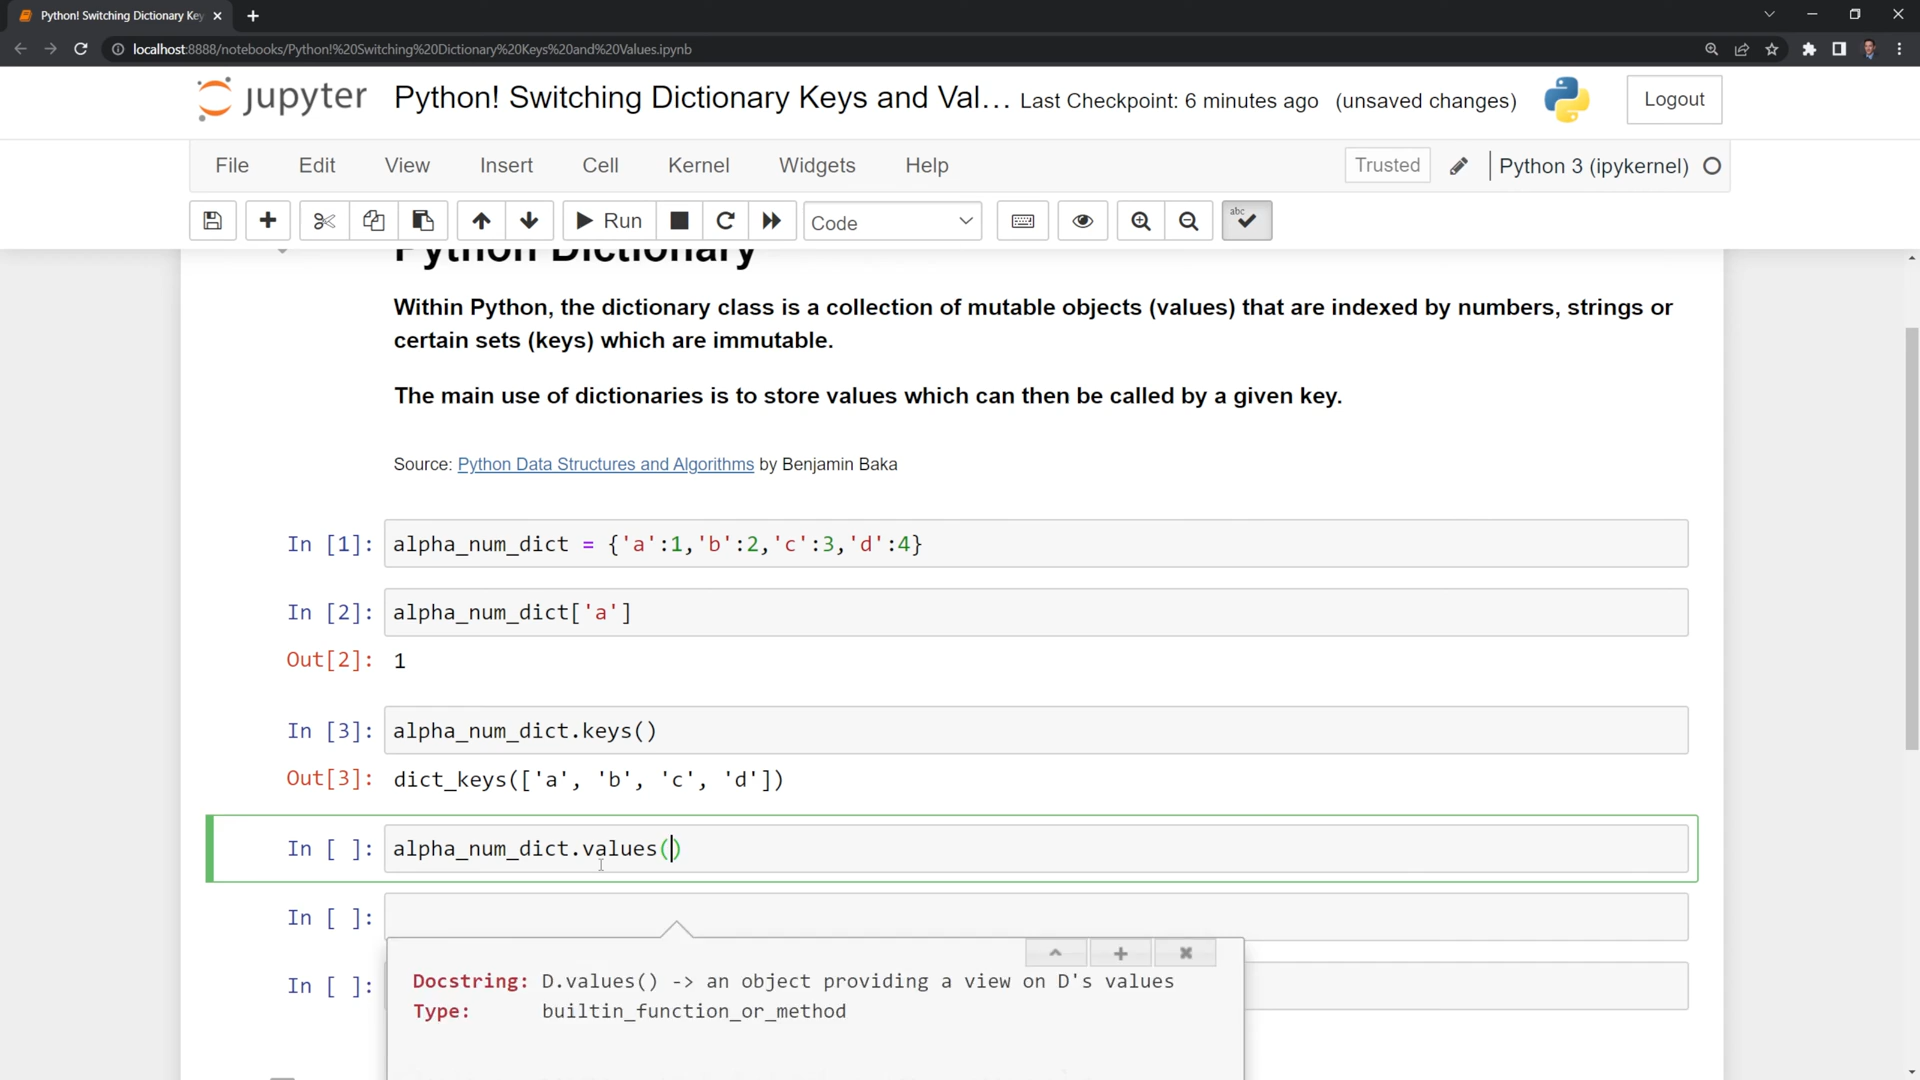 Python! Switching Dictionary Key
localhost:8888/notebooks/Python!%20Switching%20Dictionary%20Keys%20and%20Values.ipynb
jupyter Python! Switching Dictionary Keys and Val... Last Checkpoint: 6 minutes ago (unsaved changes) Logout
File Edit View Insert Cell Kernel Widgets Help Trusted Python 3 (ipykernel)
Run Code abc
Python Dictionary
Within Python, the dictionary class is a collection of mutable objects (values) that are indexed by numbers, strings or
certain sets (keys) which are immutable.
The main use of dictionaries is to store values which can then be called by a given key.
Source: Python Data Structures and Algorithms by Benjamin Baka
In [1]: alpha_num_dict = {'a':1,'b':2,'c':3,'d':4}
In [2]: alpha_num_dict['a']
Out[2]: 1
In [3]: alpha_num_dict.keys()
Out[3]: dict_keys(['a', 'b', 'c', 'd'])
In [ ]: alpha_num_dict.values()
In [ ]:
In [ ]:
Docstring: D.values() -> an object providing a view on D's values
Type: builtin_function_or_method